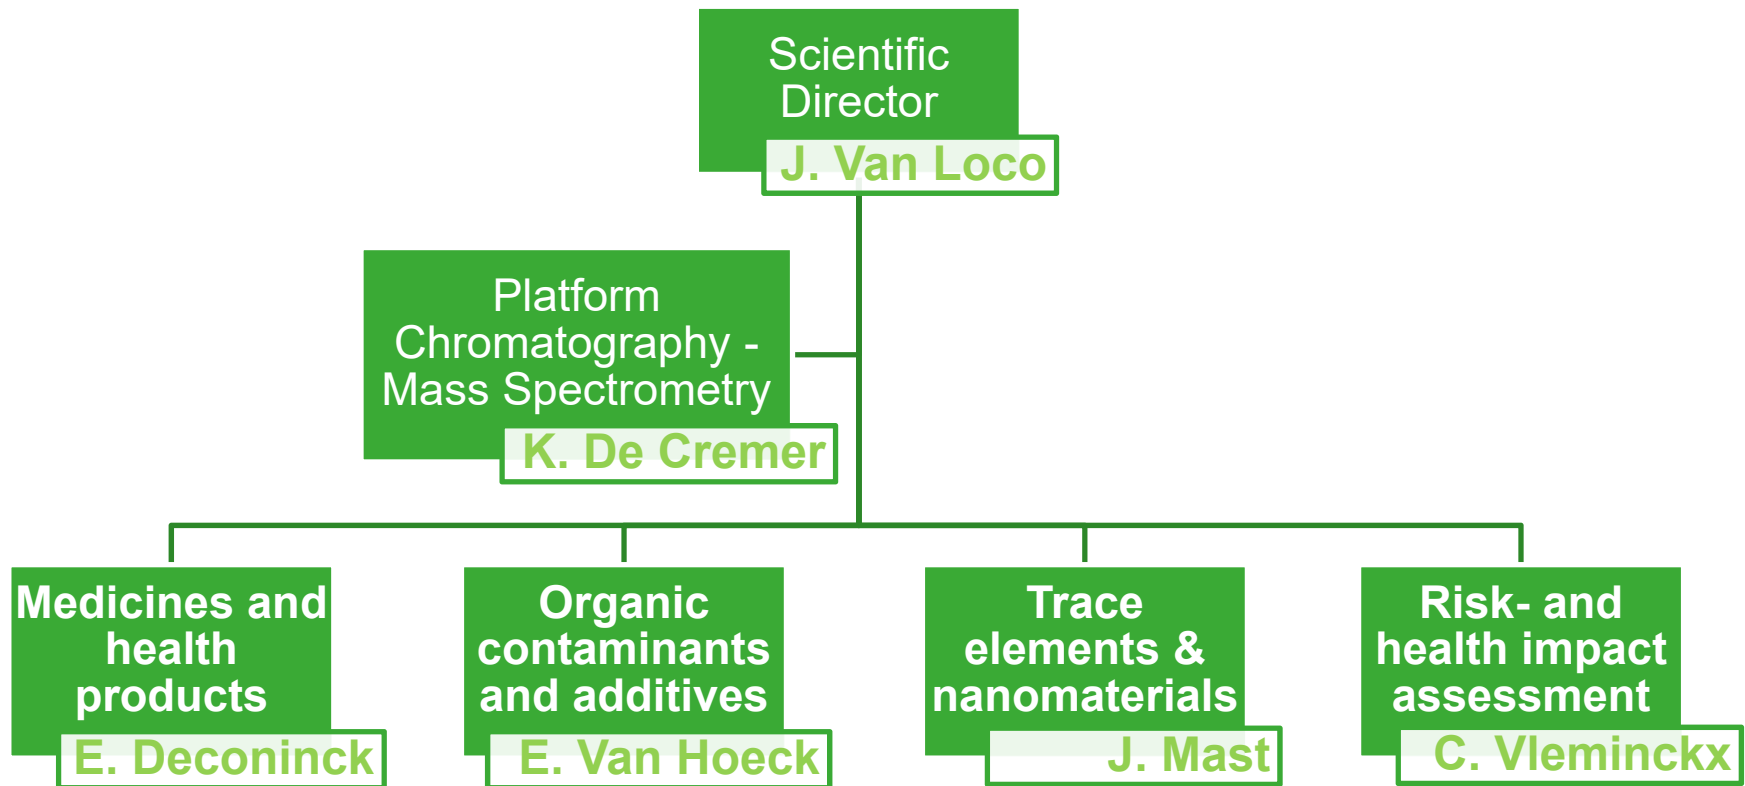 Scientific
Director
J. Van Loco
Platform
Chromatography -
Mass Spectrometry
K. De Cremer
Medicines and
health
products
E. Deconinck
Organic
contaminants
and additives
E. Van Hoeck
Trace
elements &
nanomaterials
J. Mast
Risk- and
health impact
assessment
C. Vleminckx